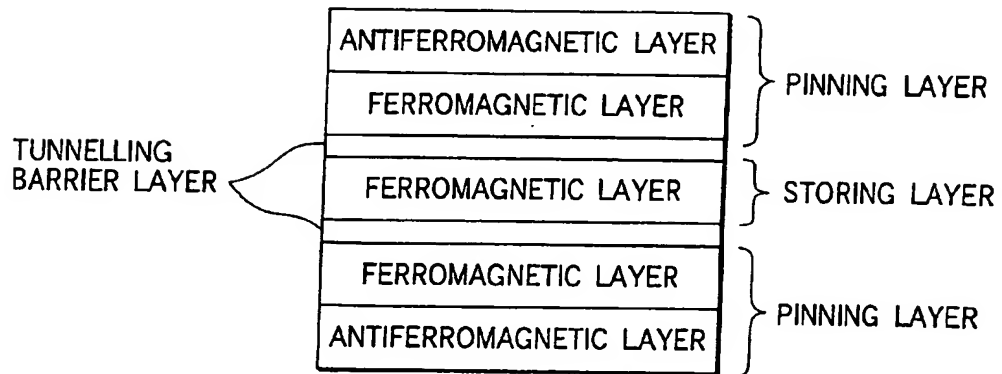 ANTIFERROMAGNETIC LAYER
FERROMAGNETIC LAYER
PINNING LAYER
TUNNELLING
BARRIER LAYER
FERROMAGNETIC LAYER
STORING LAYER
FERROMAGNETIC LAYER
ANTIFERROMAGNETIC LAYER
PINNING LAYER